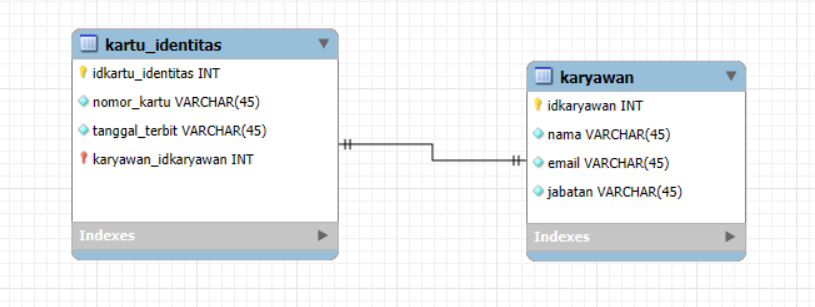 kartu_identitas
idkartu_identitas INT
nomor_kartu VARCHAR(45)
tanggal_terbit VARCHAR(45)
karyawan_idkaryawan INT
Indexes
karyawan
idkaryawan INT
nama VARCHAR(45)
email VARCHAR(45)
jabatan VARCHAR(45)
Indexes